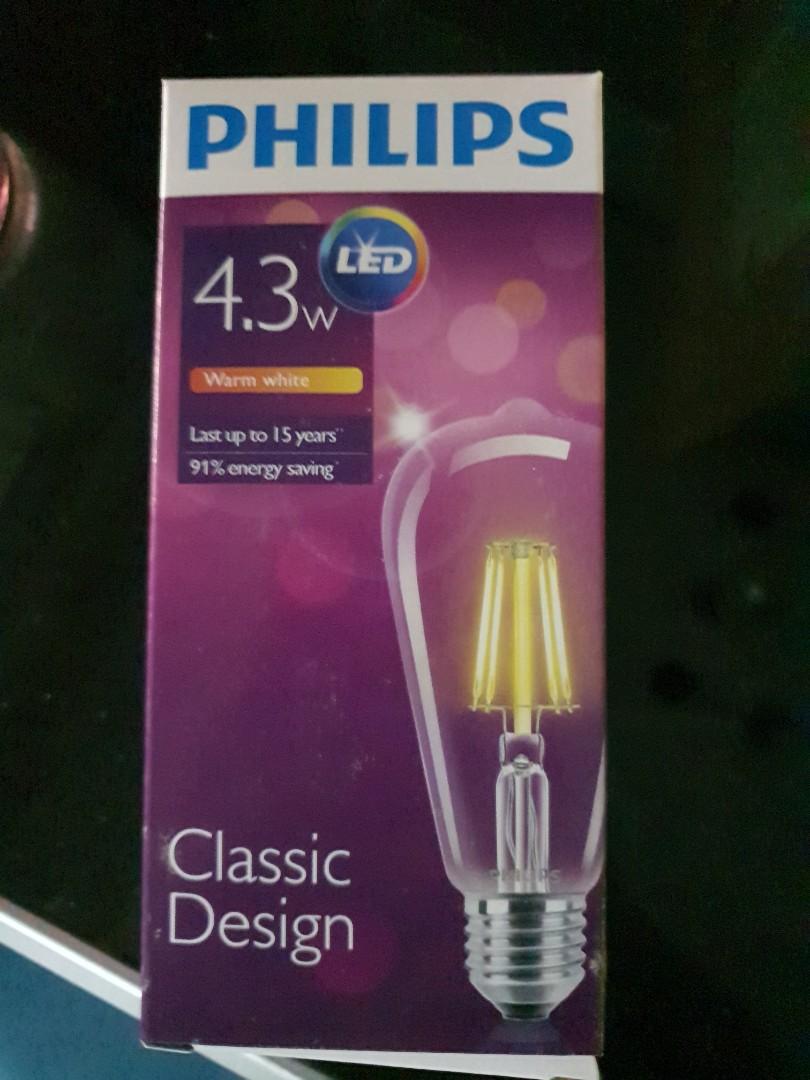 PHILIPS
LED
4.3w
Warm white
Last up to 15 years**
91% energy saving*
PHILIPS
Classic
Design